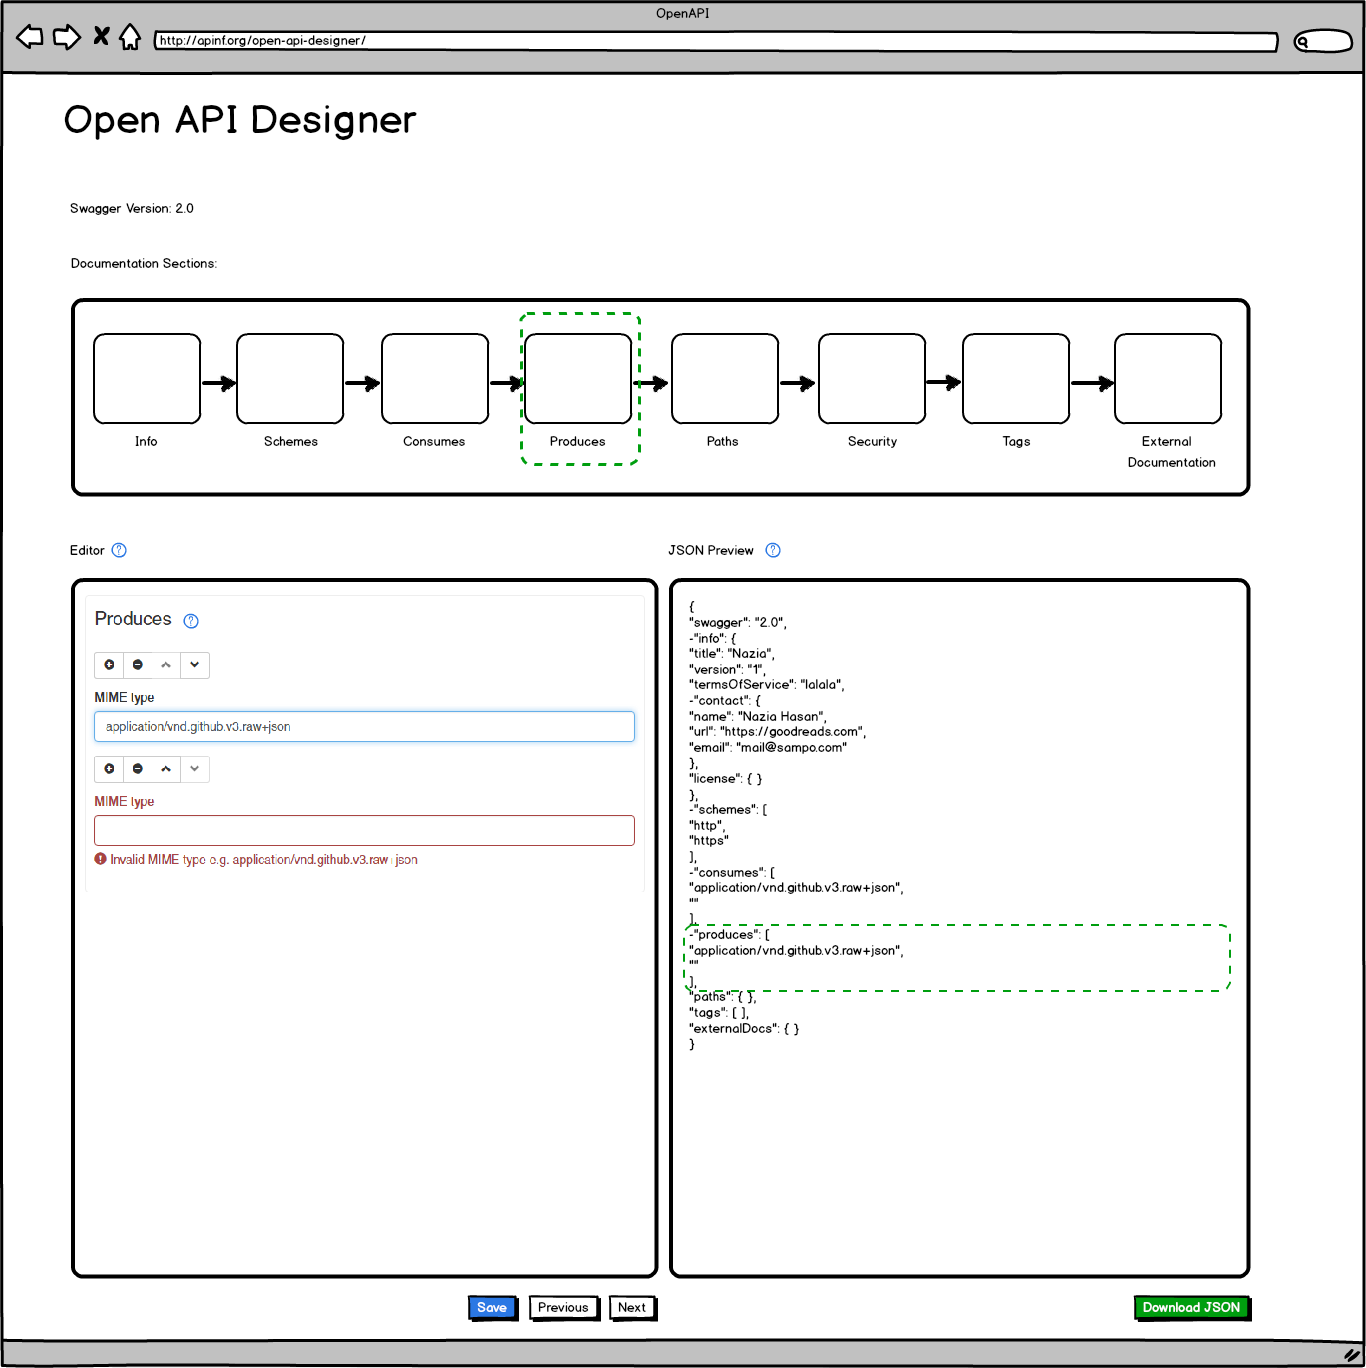 OpenAPI
http://apinf.org/open-api-designer/
Open API Designer
Swagger Version: 2.0
Documentation Sections:
Info
Schemes
Consumes
Produces
Paths
Security
Tags
External
Documentation
Editor ?
JSON Preview ?
Produces ?
MIME type
application/vnd.github.v3.raw+json
MIME type
Invalid MIME type e.g. application/vnd.github.v3.raw+json
{
"swagger": "2.0",
-"info": {
"title": "Nazia",
"version": "1",
"termsOfService": "lalala",
-"contact": {
"name": "Nazia Hasan",
"url": "https://goodreads.com",
"email": "mail@sampo.com"
},
"license": { }
},
-"schemes": [
"http",
"https"
],
-"consumes": [
"application/vnd.github.v3.raw+json",
""
],
-"produces": [
"application/vnd.github.v3.raw+json",
""
],
"paths": { },
"tags": [ ],
"externalDocs": { }
}
Save
Previous
Next
Download JSON